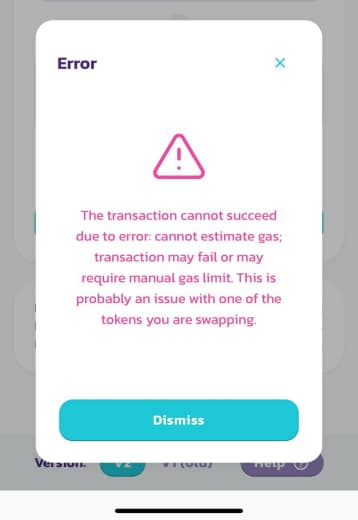 Error
The transaction cannot succeed
due to error: cannot estimate gas;
transaction may fail or may
require manual gas limit. This is
probably an issue with one of the
tokens you are swapping.
Dismiss
Version: V2 V1 (old) Help